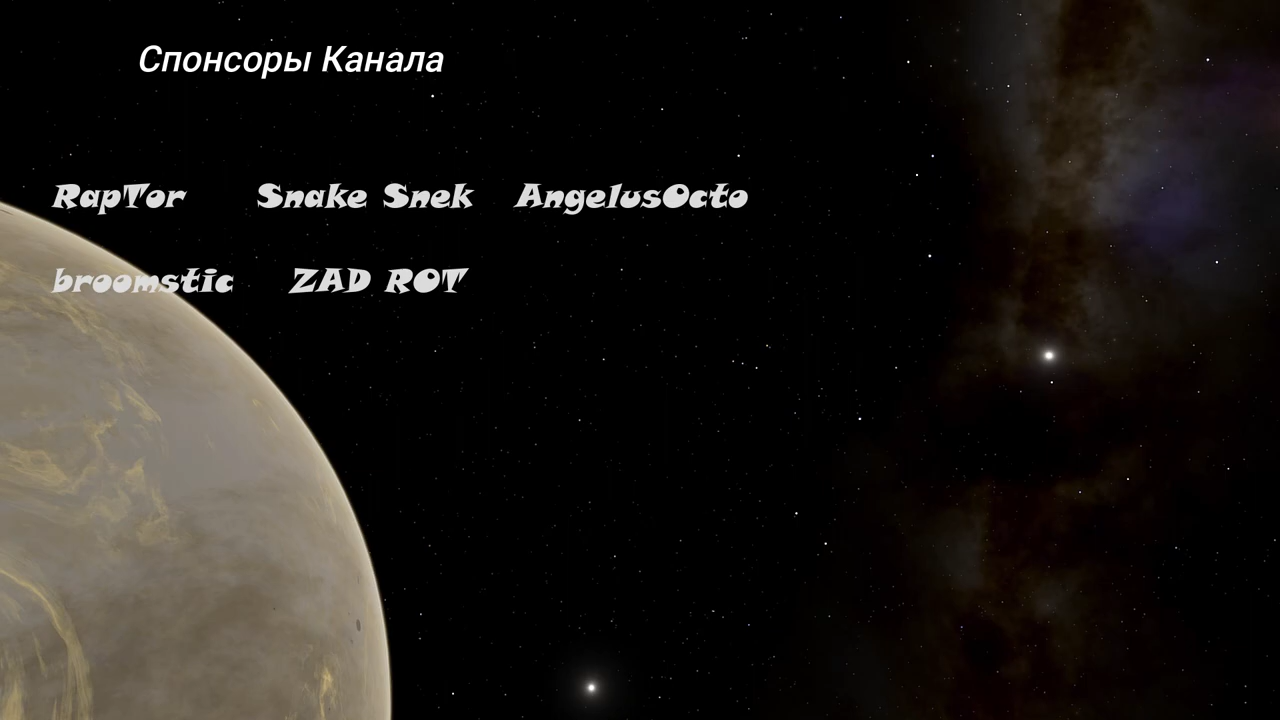 Спонсоры Канала
RapTor Snake Snek AngelusOcto
broomstic ZAD ROT